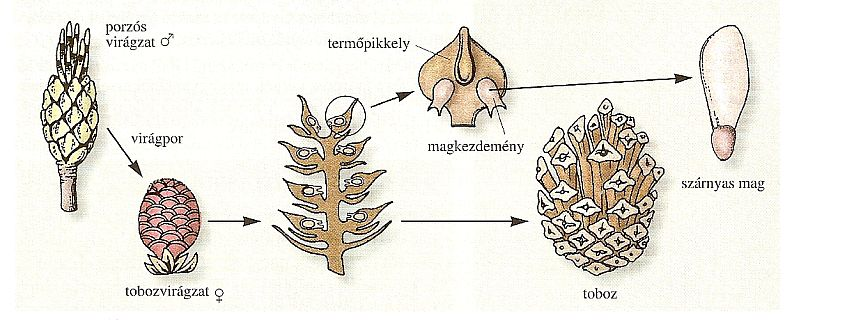 porzós
virágzat ♂
termőpikkely
virágpor
magkezdemény
szárnyas mag
tobozvirágzat ♀
toboz